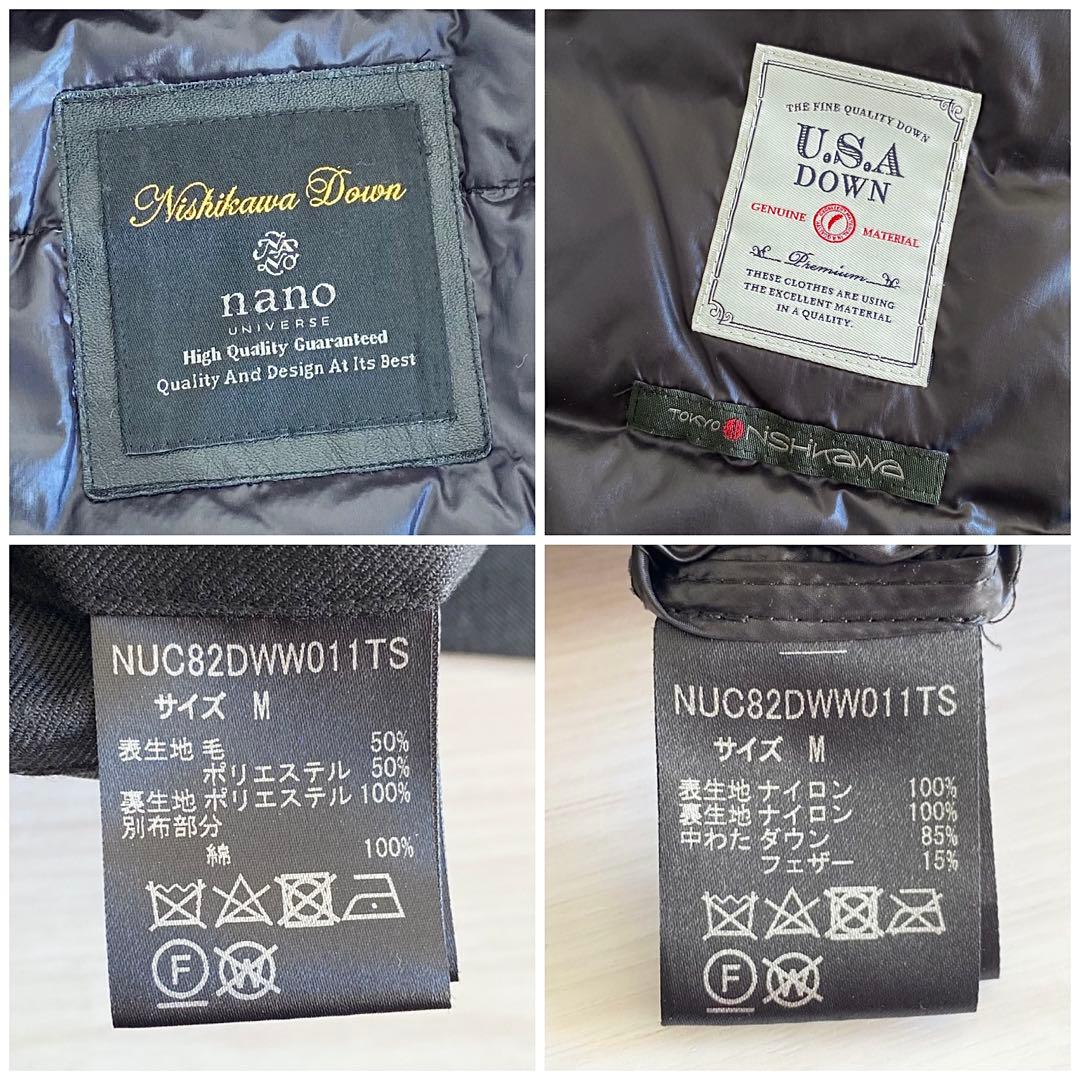 Nishikawa Down
NANO
nano
UNIVERSE
High Quality Guaranteed
Quality And Design At Its Best
THE FINE QUALITY DOWN
U.S.A
DOWN
GENUINE MATERIAL
Premium
THESE CLOTHES ARE USING
THE EXCELLENT MATERIAL
IN A QUALITY.
TOKYO NiSHiKaWa
NUC82DWW011TS
サイズ M
表生地 毛 50%
ポリエステル 50%
裏生地 ポリエステル 100%
別布部分
綿 100%
F W
NUC82DWW011TS
サイズ M
表生地 ナイロン 100%
裏生地 ナイロン 100%
中わた ダウン 85%
フェザー 15%
F W